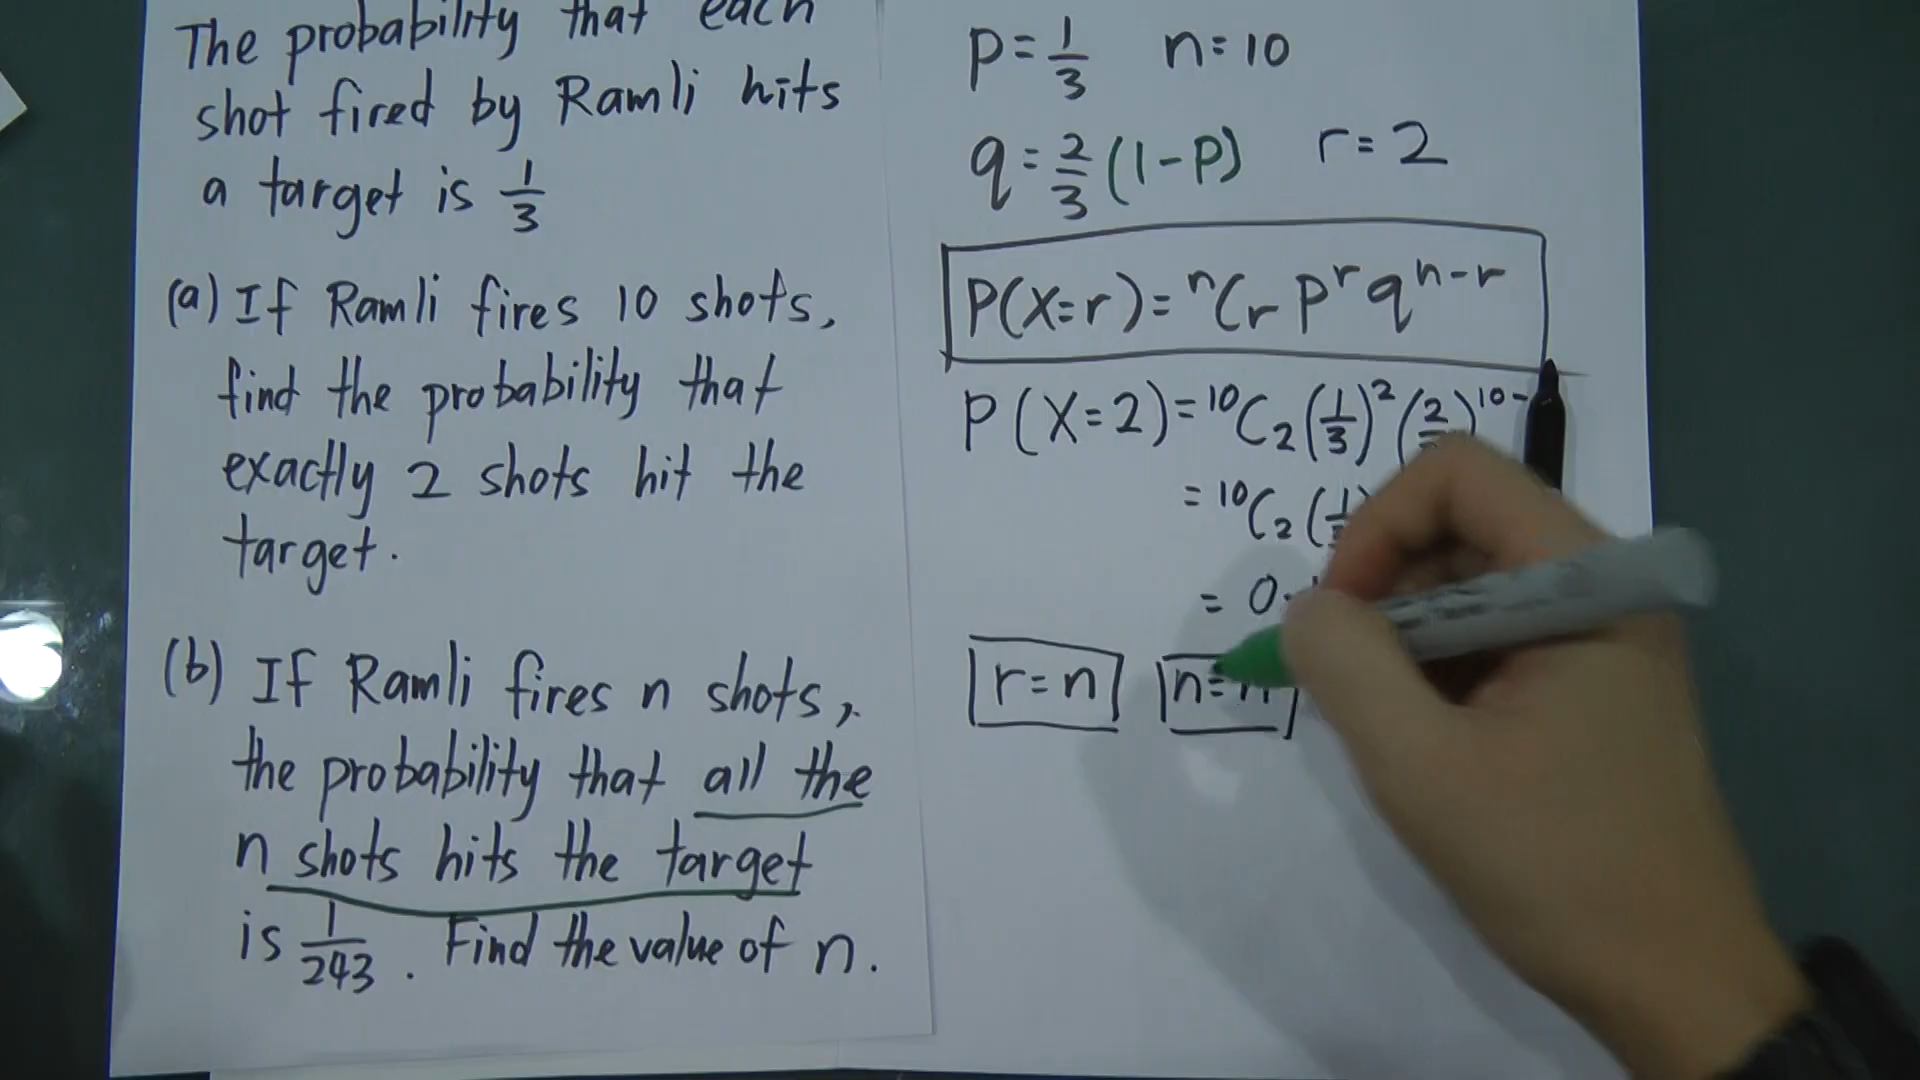 The probability that each
shot fired by Ramli hits
a target is 1/3
(a) If Ramli fires 10 shots,
find the probability that
exactly 2 shots hit the
target.
(b) If Ramli fires n shots,
the probability that all the
n shots hits the target
is 1/243. Find the value of n.
p = 1/3 n = 10
q = 2/3 (1-p) r = 2
P(X=r) = ⁿCr p^r q^(n-r)
P(X=2) = ¹⁰C₂ (1/3)² (2/
= ¹⁰C₂ (1/
= 0.
r = n n =